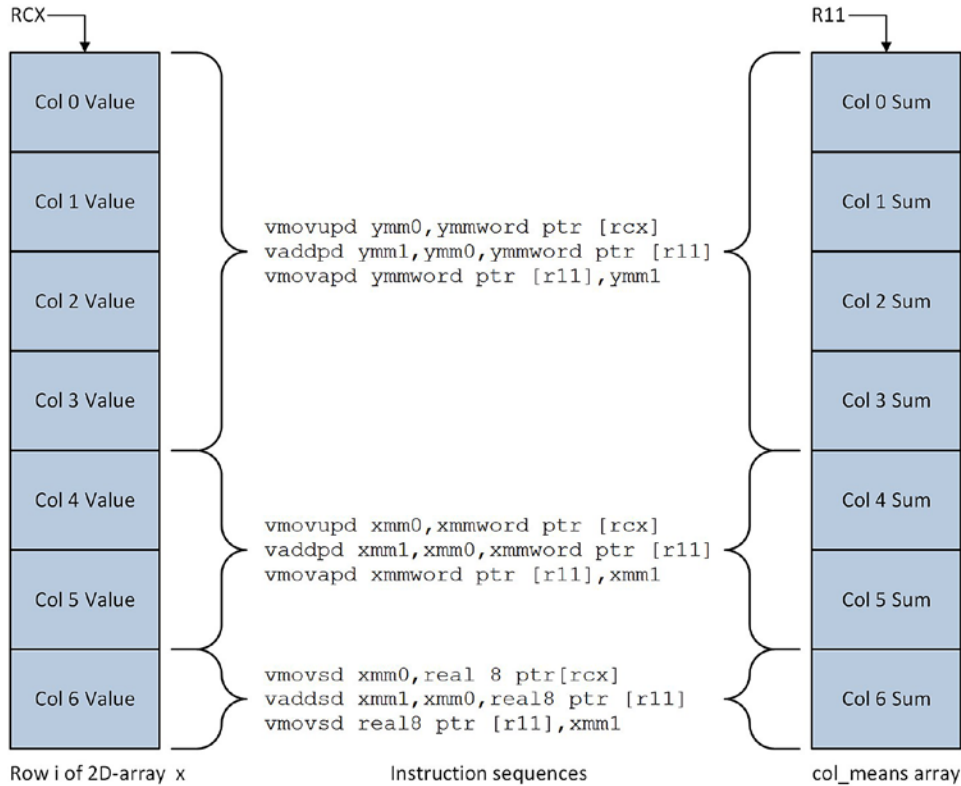 RCX
R11
Col 0 Value
Col 0 Sum
Col 1 Value
Col 1 Sum
vmovupd ymm0,ymmword ptr [rcx]
vaddpd ymm1,ymm0,ymmword ptr [r11]
vmovapd ymmword ptr [r11],ymm1
Col 2 Value
Col 2 Sum
Col 3 Value
Col 3 Sum
Col 4 Value
Col 4 Sum
vmovupd xmm0,xmmword ptr [rcx]
vaddpd xmm1,xmm0,xmmword ptr [r11]
vmovapd xmmword ptr [r11],xmm1
Col 5 Value
Col 5 Sum
vmovsd xmm0,real 8 ptr[rcx]
vaddsd xmm1,xmm0,real8 ptr [r11]
vmovsd real8 ptr [r11],xmm1
Col 6 Value
Col 6 Sum
Row i of 2D-array x
Instruction sequences
col_means array